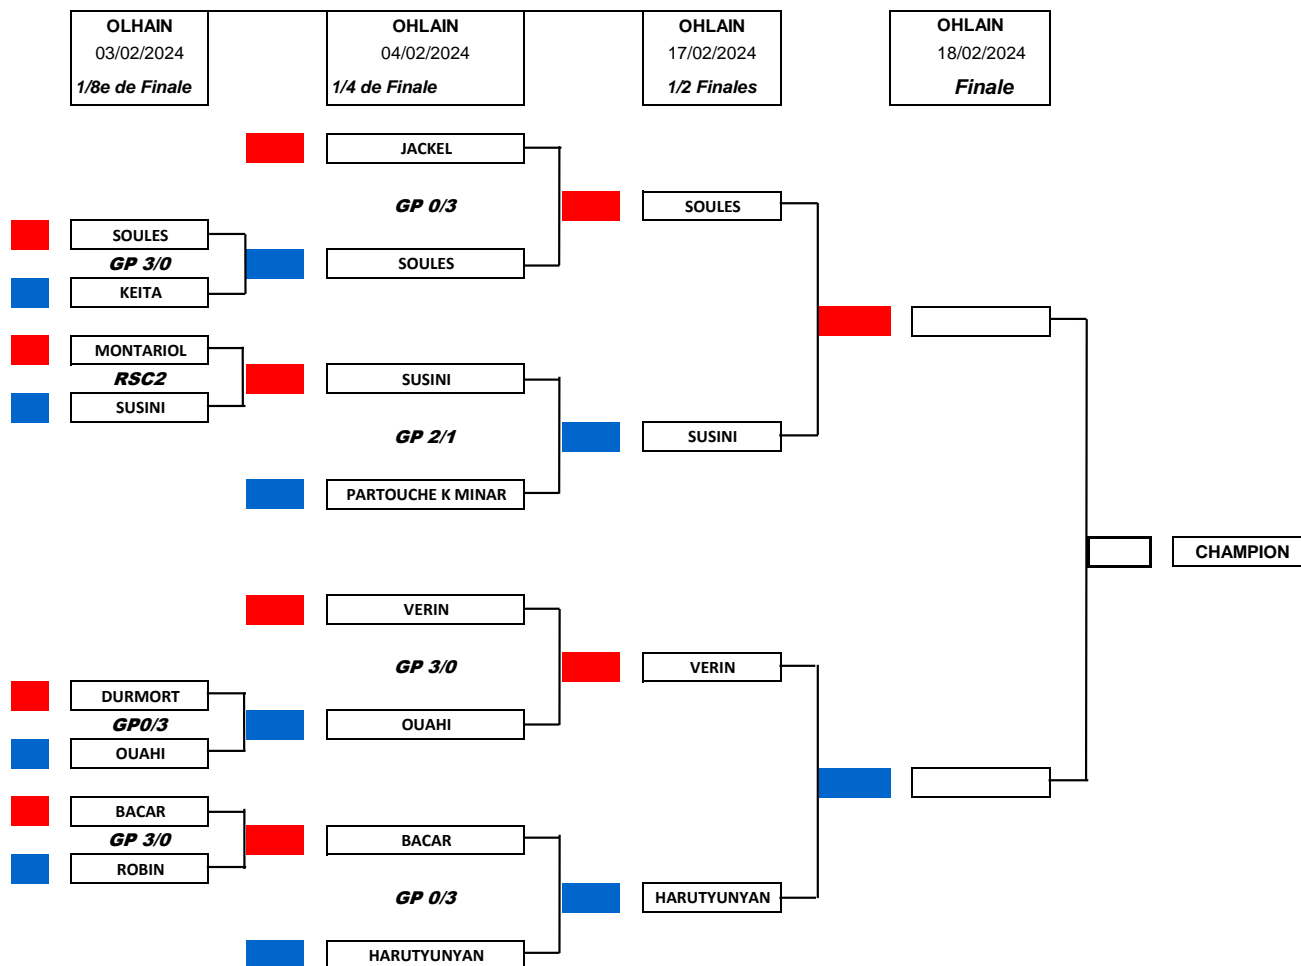 OLHAIN
03/02/2024
1/8e de Finale
OHLAIN
04/02/2024
1/4 de Finale
OHLAIN
17/02/2024
1/2 Finales
OHLAIN
18/02/2024
Finale
JACKEL
GP 0/3
SOULES
SOULES
SOULES
GP 3/0
KEITA
MONTARIOL
RSC2
SUSINI
SUSINI
GP 2/1
SUSINI
PARTOUCHE K MINAR
CHAMPION
VERIN
GP 3/0
VERIN
DURMORT
GP0/3
OUAHI
OUAHI
BACAR
GP 3/0
ROBIN
BACAR
GP 0/3
HARUTYUNYAN
HARUTYUNYAN